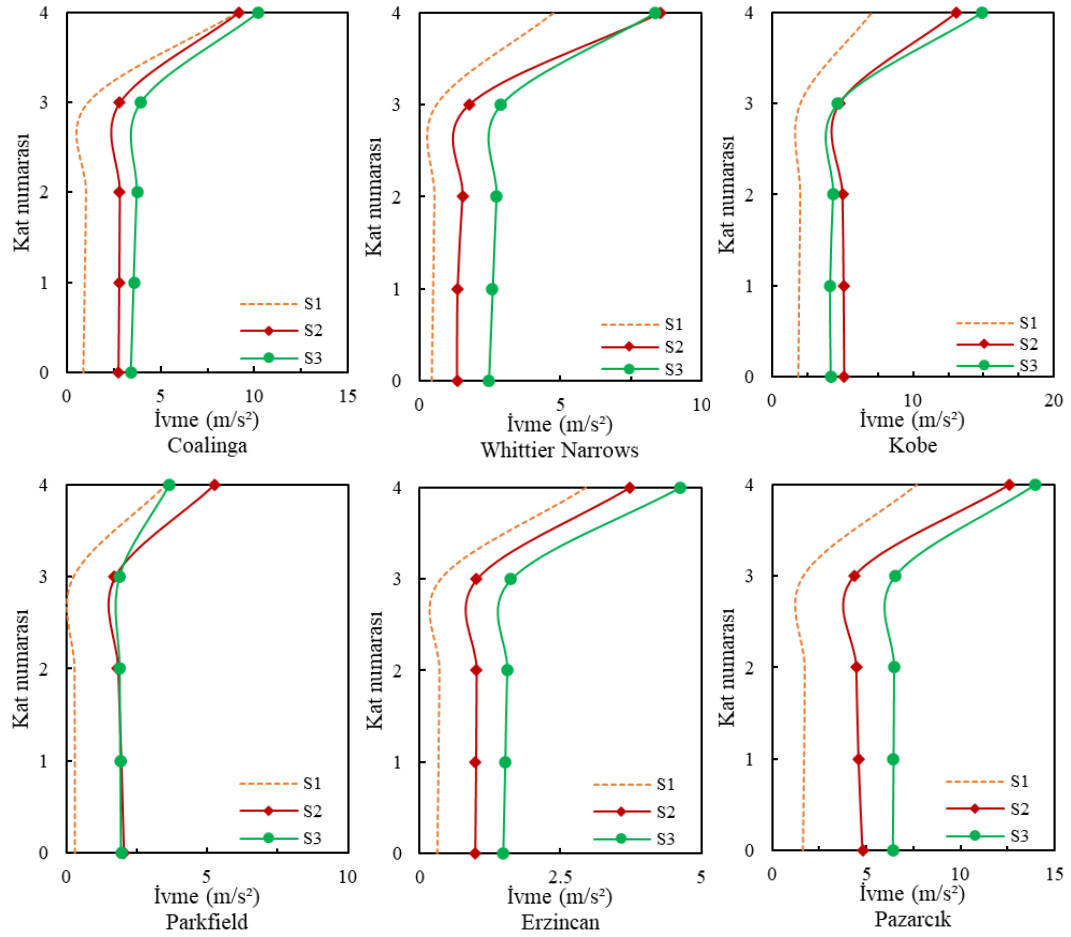 4
3
2
1
0
Kat numarası
S1
S2
S3
0
5
10
15
İvme (m/s²)
Coalinga
4
3
2
1
0
Kat numarası
S1
S2
S3
0
5
10
İvme (m/s²)
Whittier Narrows
4
3
2
1
0
Kat numarası
S1
S2
S3
0
5
10
15
20
İvme (m/s²)
Kobe
4
3
2
1
0
Kat numarası
S1
S2
S3
0
5
10
İvme (m/s²)
Parkfield
4
3
2
1
0
Kat numarası
S1
S2
S3
0
2.5
5
İvme (m/s²)
Erzincan
4
3
2
1
0
Kat numarası
S1
S2
S3
0
5
10
15
İvme (m/s²)
Pazarcık